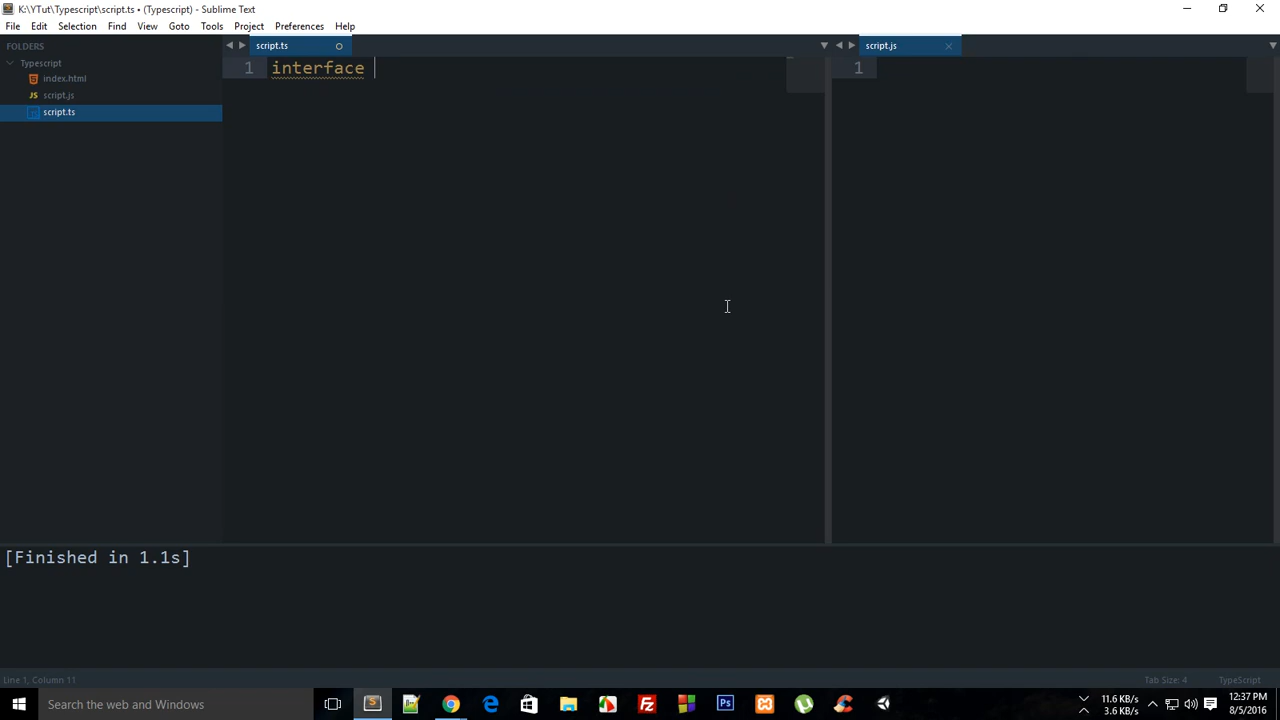 K:\YTut\Typescript\script.ts • (Typescript) - Sublime Text
File Edit Selection Find View Goto Tools Project Preferences Help
FOLDERS
Typescript
index.html
JS script.js
script.ts
script.ts
script.js
1 interface
1
[Finished in 1.1s]
Line 1, Column 11
Tab Size: 4
TypeScript
Search the web and Windows
11.6 KB/s
3.6 KB/s
12:37 PM
8/5/2016